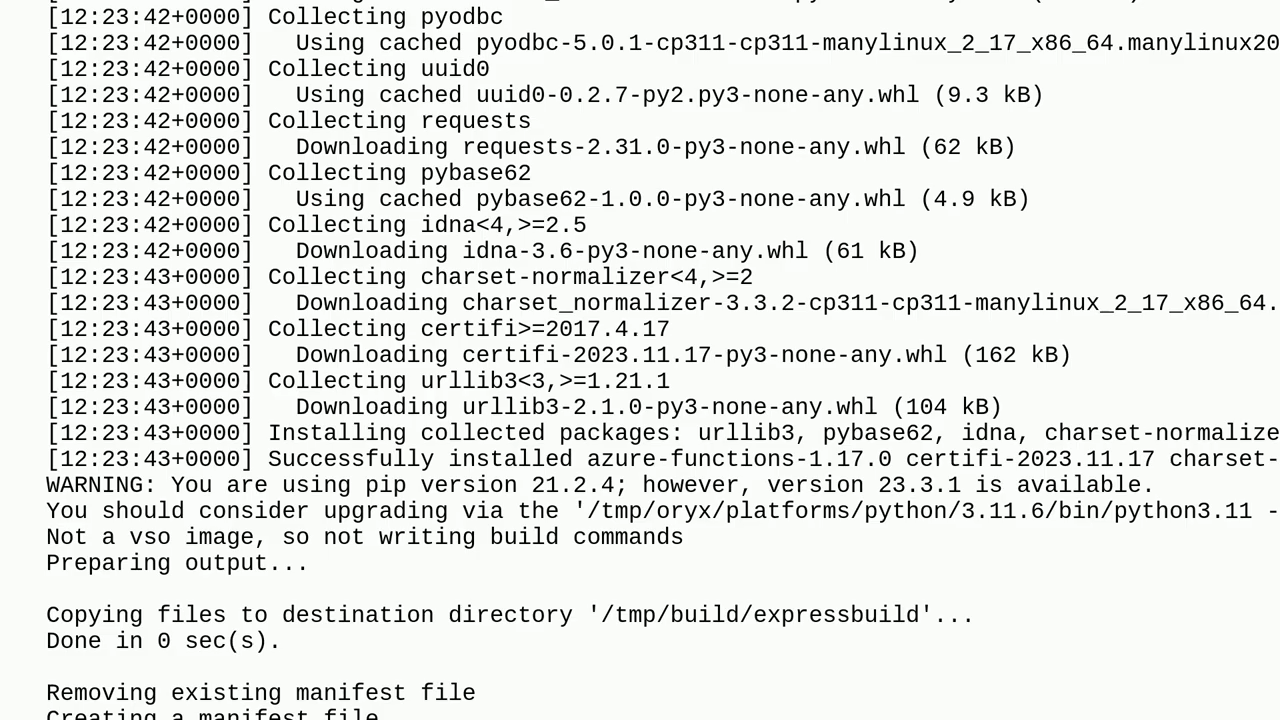 [12:23:42+0000] Collecting pyodbc
[12:23:42+0000]   Using cached pyodbc-5.0.1-cp311-cp311-manylinux_2_17_x86_64.manylinux20
[12:23:42+0000] Collecting uuid0
[12:23:42+0000]   Using cached uuid0-0.2.7-py2.py3-none-any.whl (9.3 kB)
[12:23:42+0000] Collecting requests
[12:23:42+0000]   Downloading requests-2.31.0-py3-none-any.whl (62 kB)
[12:23:42+0000] Collecting pybase62
[12:23:42+0000]   Using cached pybase62-1.0.0-py3-none-any.whl (4.9 kB)
[12:23:42+0000] Collecting idna<4,>=2.5
[12:23:42+0000]   Downloading idna-3.6-py3-none-any.whl (61 kB)
[12:23:43+0000] Collecting charset-normalizer<4,>=2
[12:23:43+0000]   Downloading charset_normalizer-3.3.2-cp311-cp311-manylinux_2_17_x86_64.
[12:23:43+0000] Collecting certifi>=2017.4.17
[12:23:43+0000]   Downloading certifi-2023.11.17-py3-none-any.whl (162 kB)
[12:23:43+0000] Collecting urllib3<3,>=1.21.1
[12:23:43+0000]   Downloading urllib3-2.1.0-py3-none-any.whl (104 kB)
[12:23:43+0000] Installing collected packages: urllib3, pybase62, idna, charset-normalize
[12:23:43+0000] Successfully installed azure-functions-1.17.0 certifi-2023.11.17 charset-
WARNING: You are using pip version 21.2.4; however, version 23.3.1 is available.
You should consider upgrading via the '/tmp/oryx/platforms/python/3.11.6/bin/python3.11 -
Not a vso image, so not writing build commands
Preparing output...
Copying files to destination directory '/tmp/build/expressbuild'...
Done in 0 sec(s).
Removing existing manifest file
Creating a manifest file